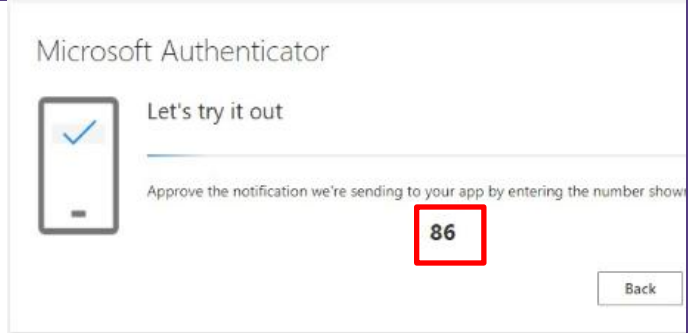 Microsoft Authenticator
Let's try it out
Approve the notification we're sending to your app by entering the number shown
86
Back